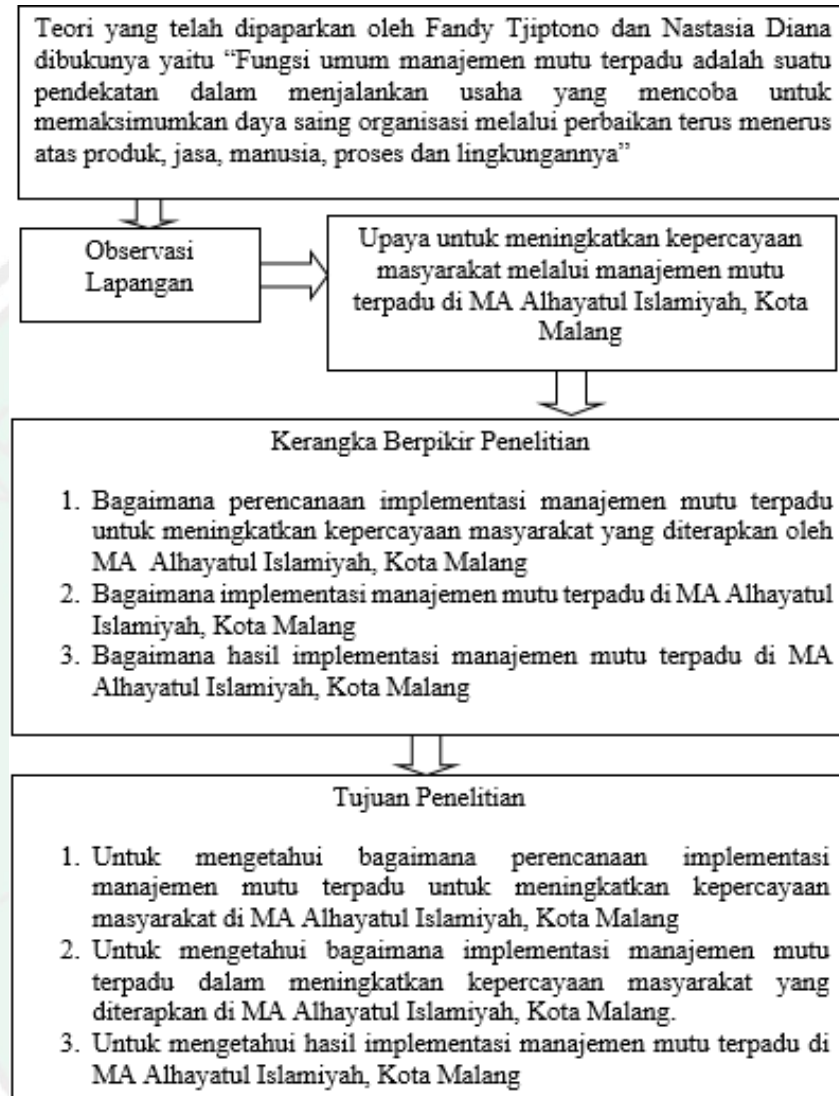 Teori yang telah dipaparkan oleh Fandy Tjiptono dan Nastasia Diana
dibukunya yaitu “Fungsi umum manajemen mutu terpadu adalah suatu
pendekatan dalam menjalankan usaha yang mencoba untuk
memaksimumkan daya saing organisasi melalui perbaikan terus menerus
atas produk, jasa, manusia, proses dan lingkungannya”
Observasi
Lapangan
Upaya untuk meningkatkan kepercayaan
masyarakat melalui manajemen mutu
terpadu di MA Alhayatul Islamiyah, Kota
Malang
Kerangka Berpikir Penelitian
1. Bagaimana perencanaan implementasi manajemen mutu terpadu
untuk meningkatkan kepercayaan masyarakat yang diterapkan oleh
MA Alhayatul Islamiyah, Kota Malang
2. Bagaimana implementasi manajemen mutu terpadu di MA Alhayatul
Islamiyah, Kota Malang
3. Bagaimana hasil implementasi manajemen mutu terpadu di MA
Alhayatul Islamiyah, Kota Malang
Tujuan Penelitian
1. Untuk mengetahui bagaimana perencanaan implementasi
manajemen mutu terpadu untuk meningkatkan kepercayaan
masyarakat di MA Alhayatul Islamiyah, Kota Malang
2. Untuk mengetahui bagaimana implementasi manajemen mutu
terpadu dalam meningkatkan kepercayaan masyarakat yang
diterapkan di MA Alhayatul Islamiyah, Kota Malang.
3. Untuk mengetahui hasil implementasi manajemen mutu terpadu di
MA Alhayatul Islamiyah, Kota Malang